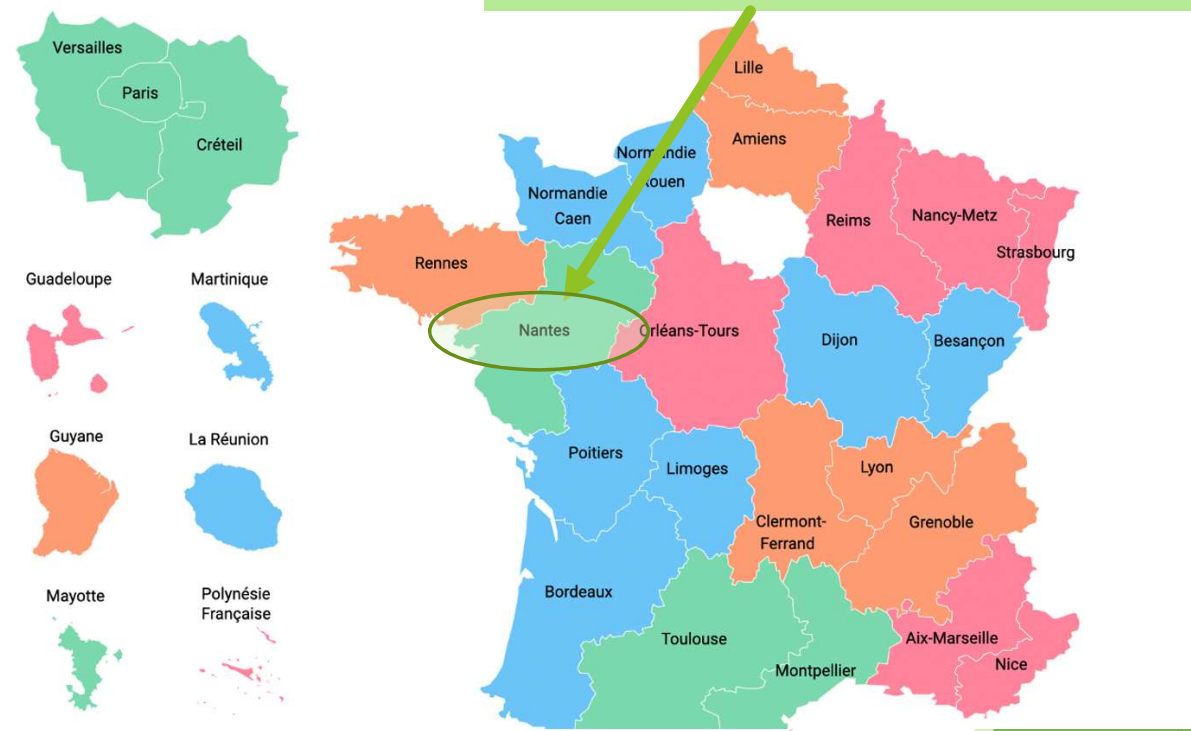 Versailles
Paris
Créteil
Guadeloupe
Martinique
Guyane
La Réunion
Mayotte
Polynésie
Française
Lille
Amiens
Normandie
Rouen
Normandie
Caen
Reims
Nancy-Metz
Strasbourg
Rennes
Nantes
Orléans-Tours
Dijon
Besançon
Poitiers
Limoges
Lyon
Clermont-
Ferrand
Grenoble
Bordeaux
Toulouse
Montpellier
Aix-Marseille
Nice